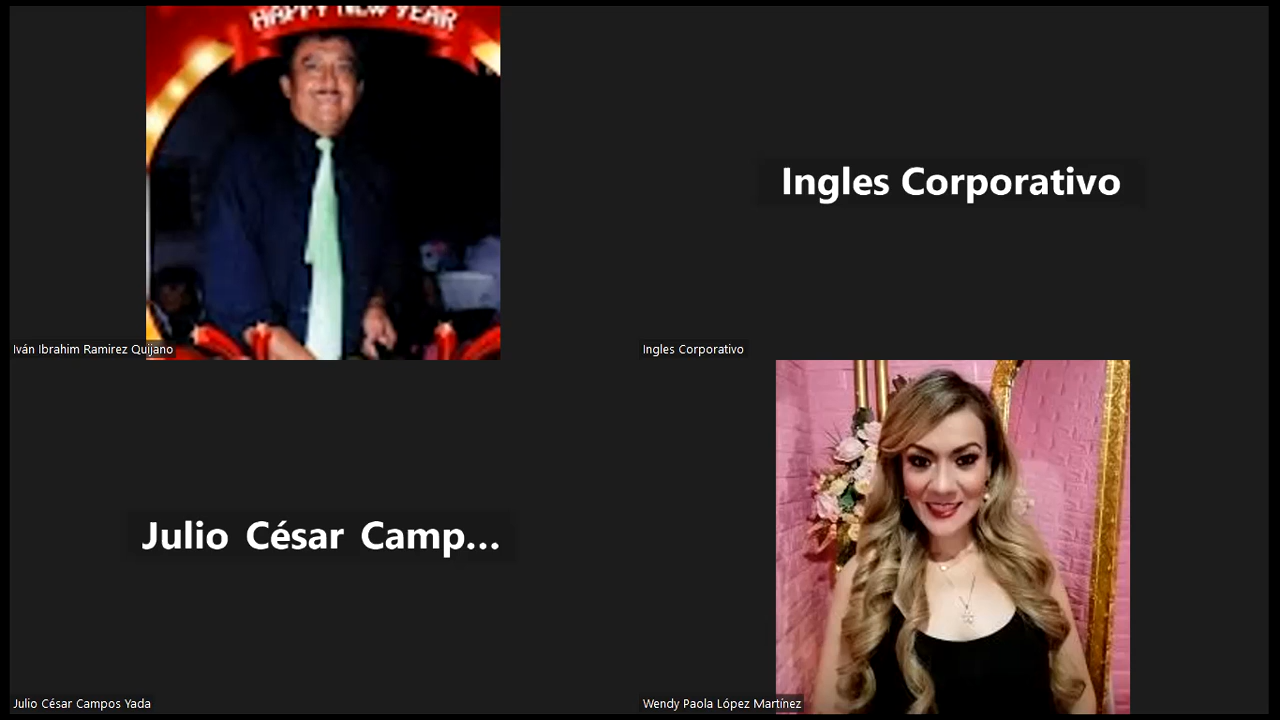 HAPPY NEW YEAR
Iván Ibrahim Ramirez Quijano
Ingles Corporativo
Ingles Corporativo
Julio César Camp...
Julio César Campos Yada
Wendy Paola López Martínez